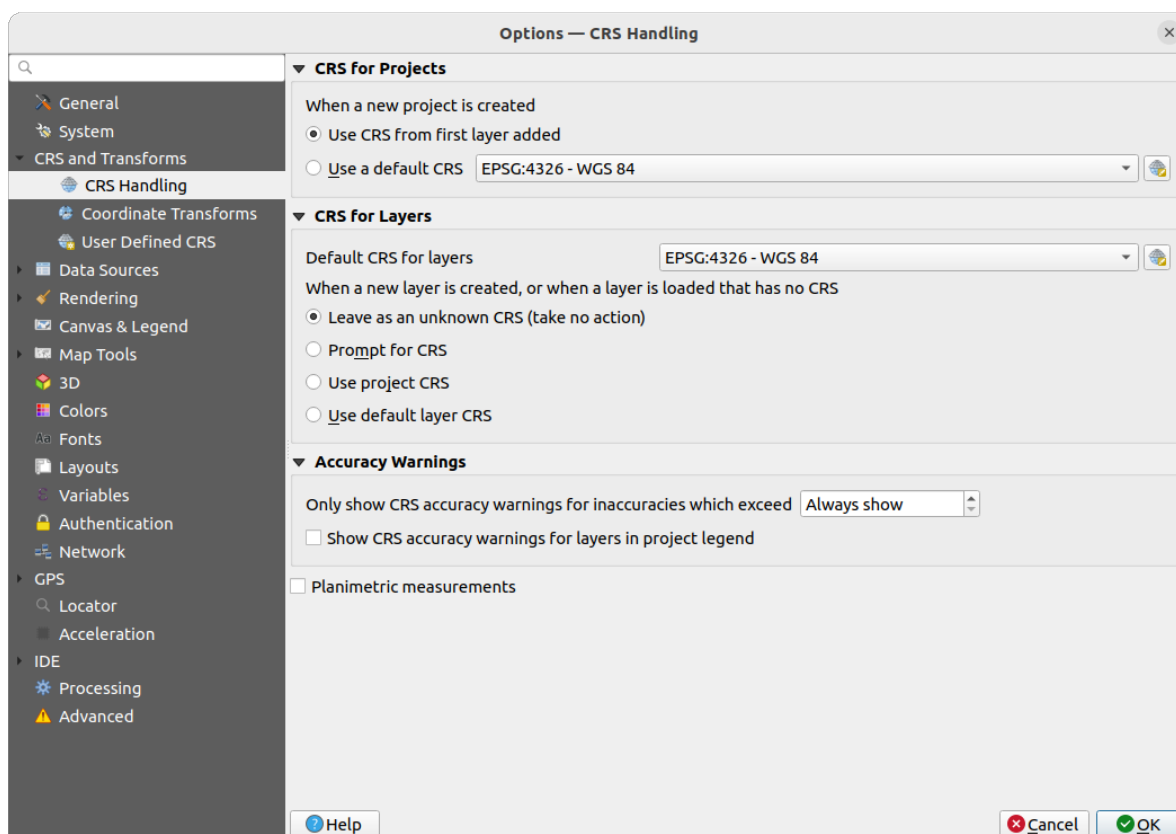 Options — CRS Handling
General
System
CRS and Transforms
CRS Handling
Coordinate Transforms
User Defined CRS
Data Sources
Rendering
Canvas & Legend
Map Tools
3D
Colors
Fonts
Layouts
Variables
Authentication
Network
GPS
Locator
Acceleration
IDE
Processing
Advanced
CRS for Projects
When a new project is created
Use CRS from first layer added
Use a default CRS EPSG:4326 - WGS 84
CRS for Layers
Default CRS for layers EPSG:4326 - WGS 84
When a new layer is created, or when a layer is loaded that has no CRS
Leave as an unknown CRS (take no action)
Prompt for CRS
Use project CRS
Use default layer CRS
Accuracy Warnings
Only show CRS accuracy warnings for inaccuracies which exceed Always show
Show CRS accuracy warnings for layers in project legend
Planimetric measurements
Help Cancel OK